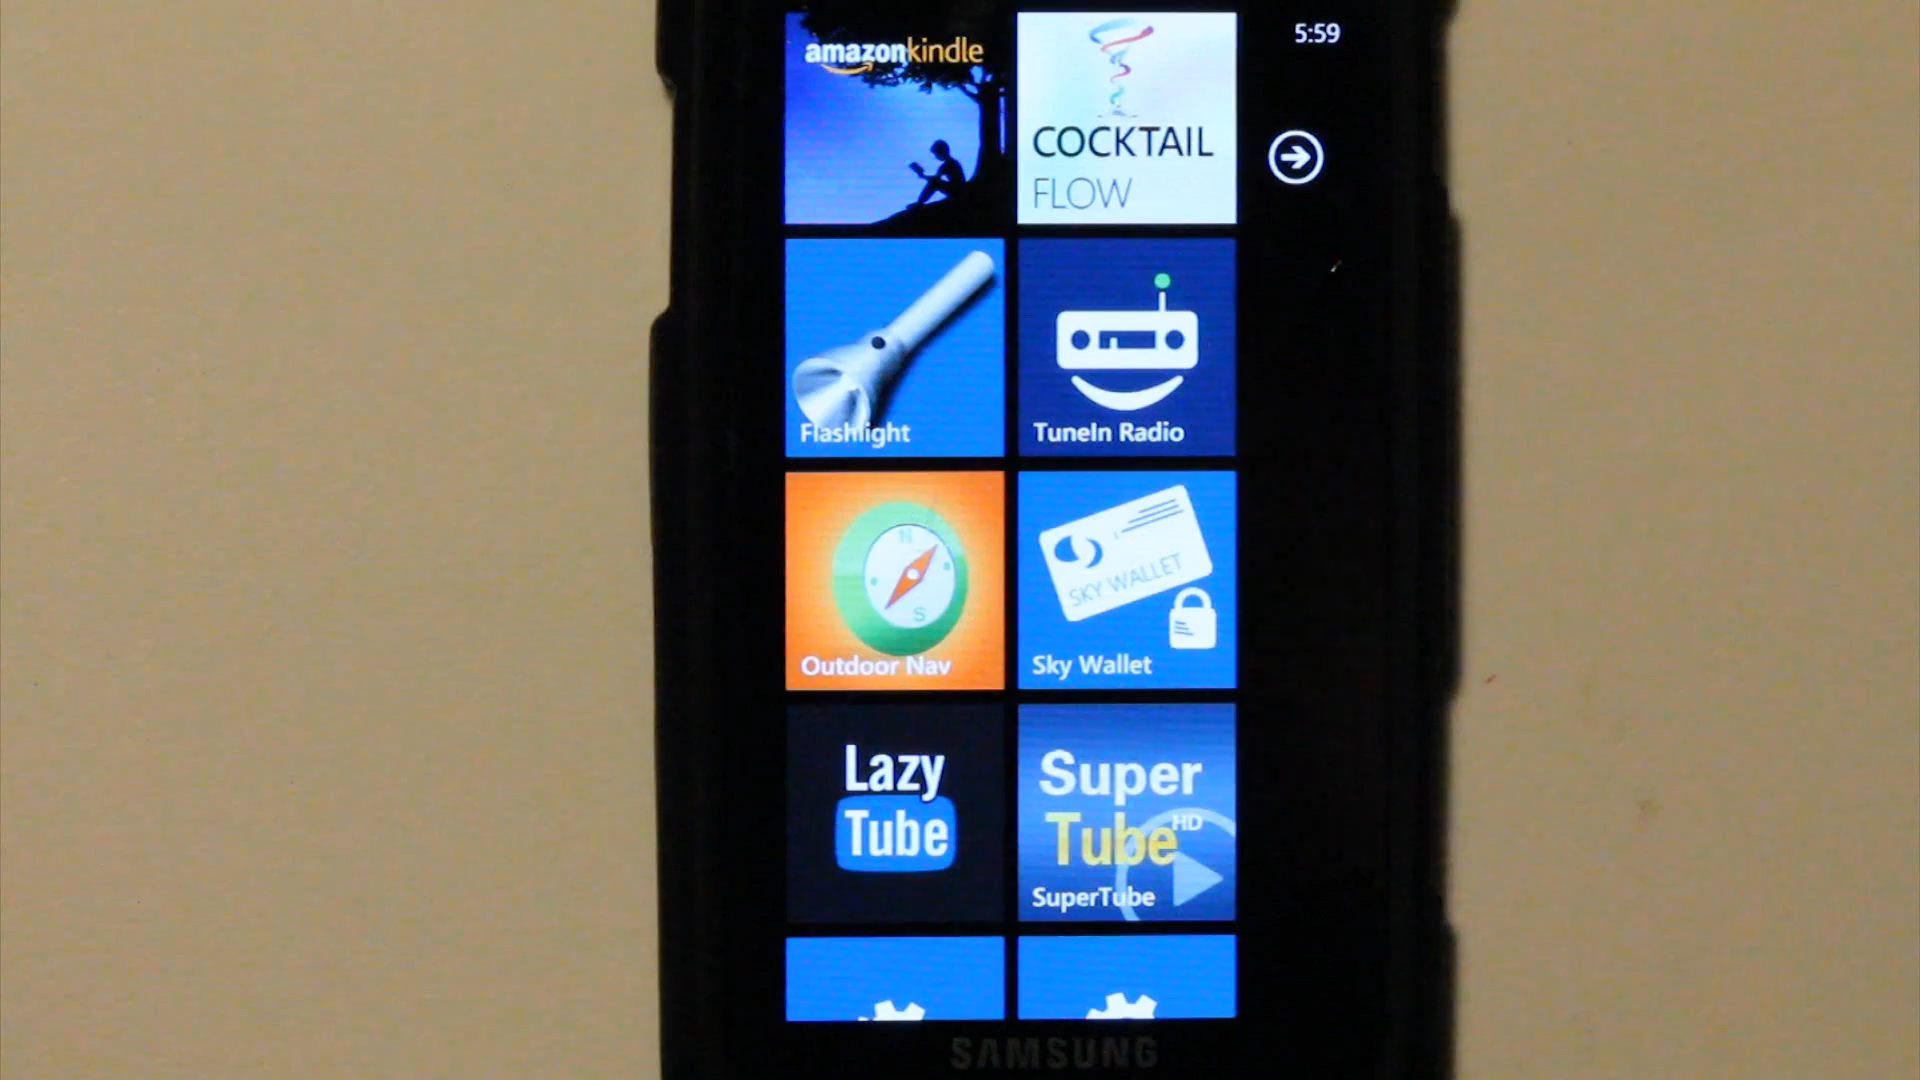 5:59
amazonkindle
COCKTAIL
FLOW
Flashlight
TuneIn Radio
N
S
Outdoor Nav
SKY WALLET
Sky Wallet
Lazy
Tube
Super
Tube HD
SuperTube
SAMSUNG